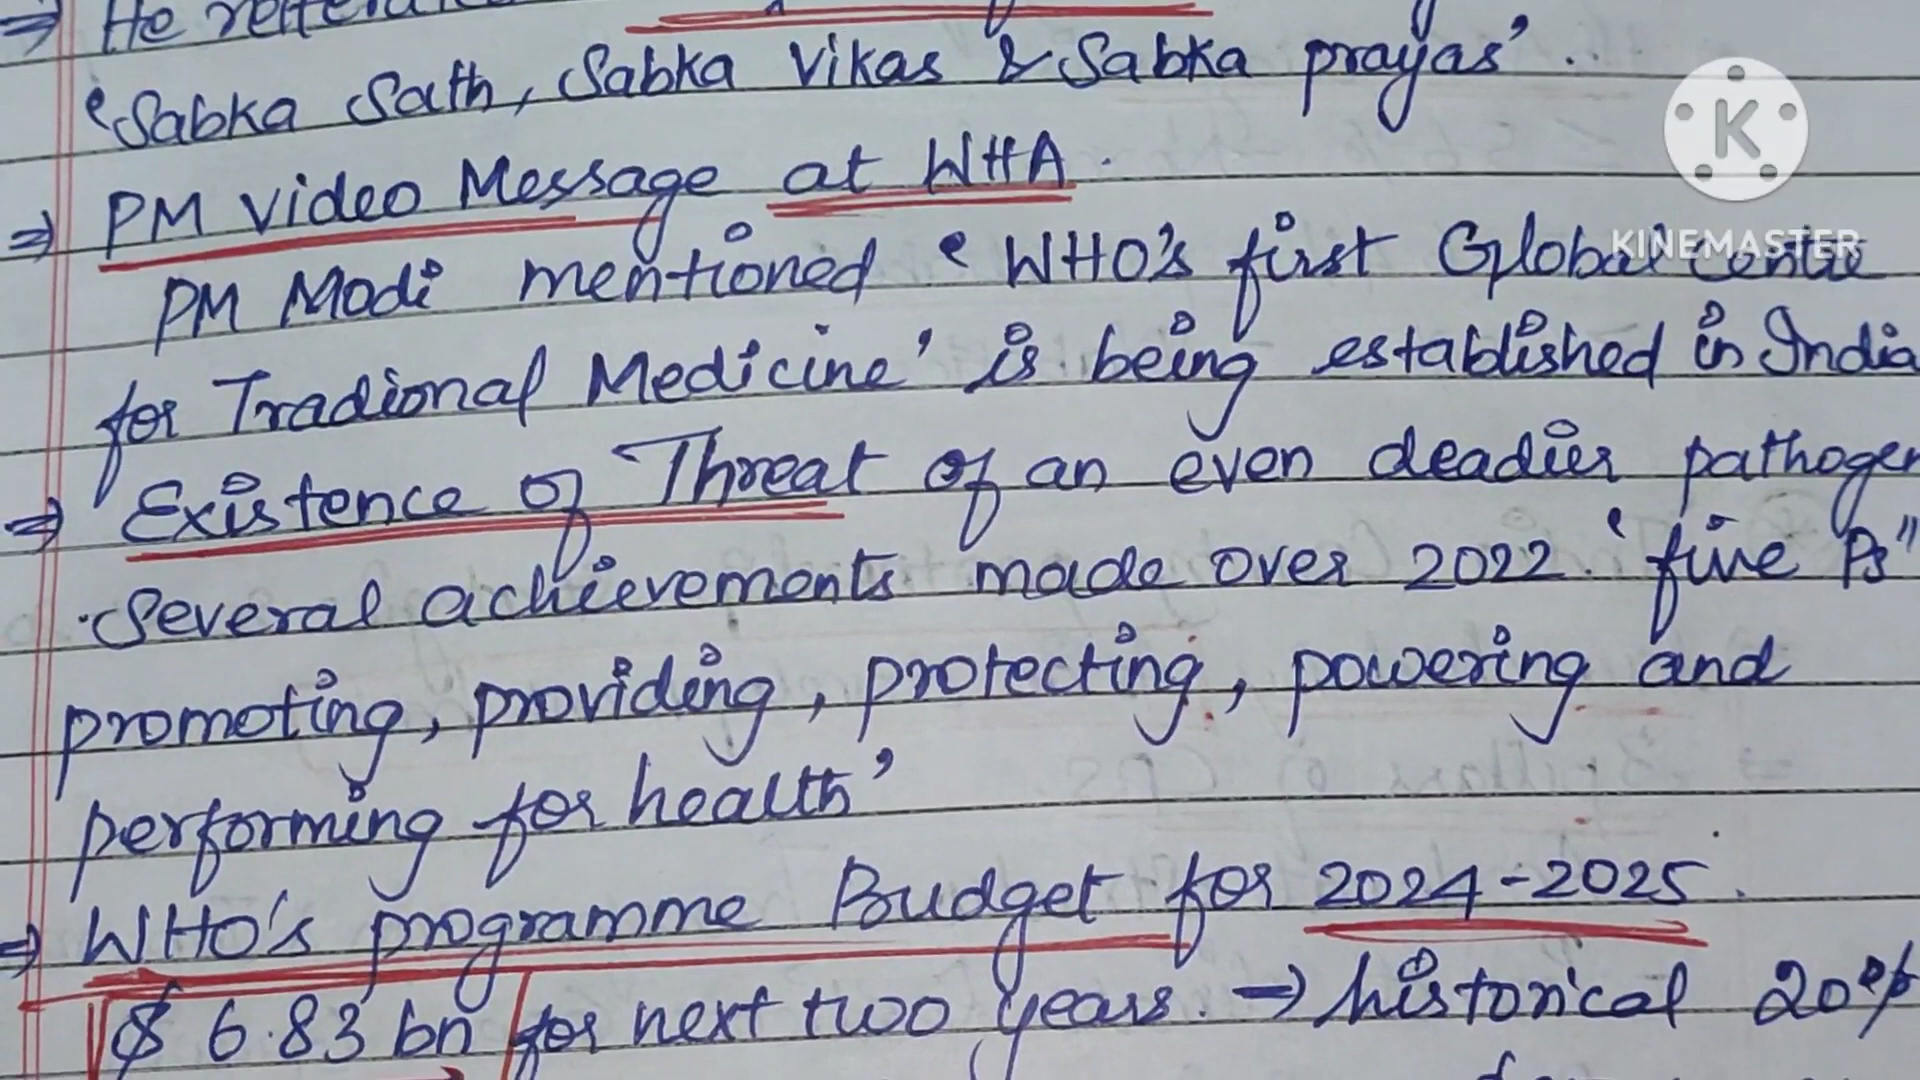 ⇒ He reitera
‘Sabka Sath, Sabka Vikas & Sabka prayas’.
⇒ PM Video Message at WHA.
PM Modi mentioned ‘WHO's first Global centre
for Tradional Medicine’ is being established in India
⇒ Existence of Threat of an even deadier pathogen
Several achievements made over 2022. ‘five Ps”
promoting, providing, protecting, powering and
performing for health’
⇒ WHO's programme Budget for 2024-2025.
$ 6.83 bn for next two years. → historical 20%
K
KINEMASTER